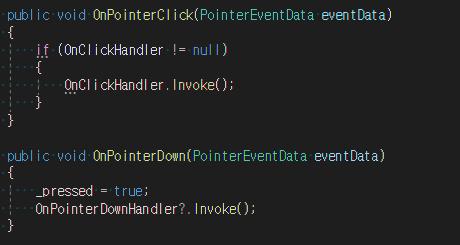 public void OnPointerClick(PointerEventData eventData)
{
if (OnClickHandler != null)
{
OnClickHandler.Invoke();
}
}
public void OnPointerDown(PointerEventData eventData)
{
_pressed = true;
OnPointerDownHandler?.Invoke();
}